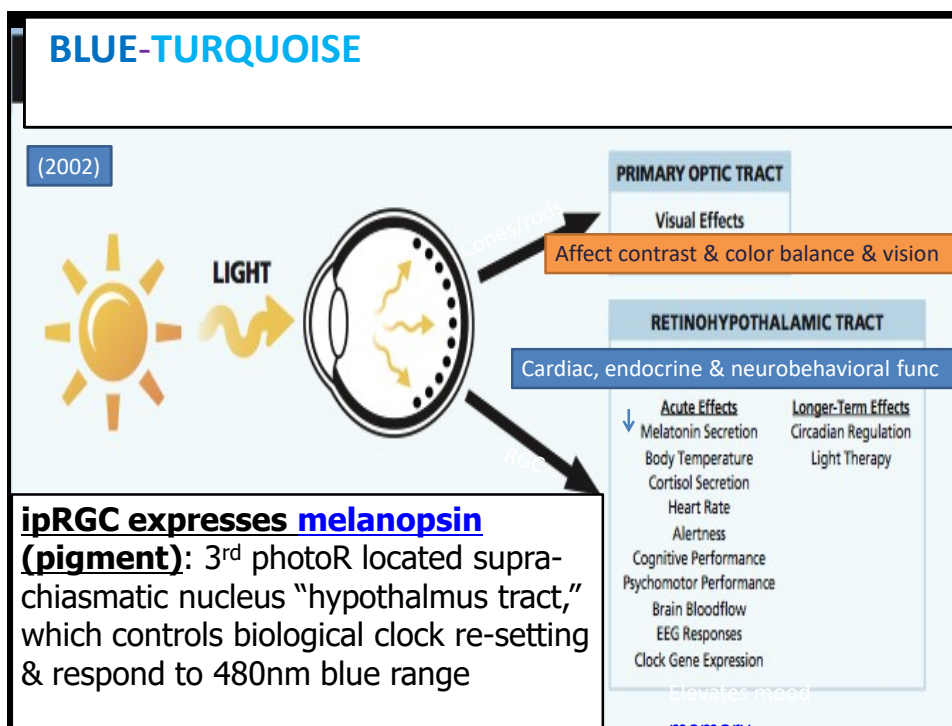 BLUE-TURQUOISE
(2002)
LIGHT
Cones/rods
RGC
PRIMARY OPTIC TRACT
Visual Effects
Affect contrast & color balance & vision
RETINOHYPOTHALAMIC TRACT
Cardiac, endocrine & neurobehavioral func
Acute Effects
↓ Melatonin Secretion
Body Temperature
Cortisol Secretion
Heart Rate
Alertness
Cognitive Performance
Psychomotor Performance
Brain Bloodflow
EEG Responses
Clock Gene Expression
Longer-Term Effects
Circadian Regulation
Light Therapy
Elevates mood
ipRGC expresses melanopsin
(pigment): 3rd photoR located supra-
chiasmatic nucleus “hypothalmus tract,”
which controls biological clock re-setting
& respond to 480nm blue range